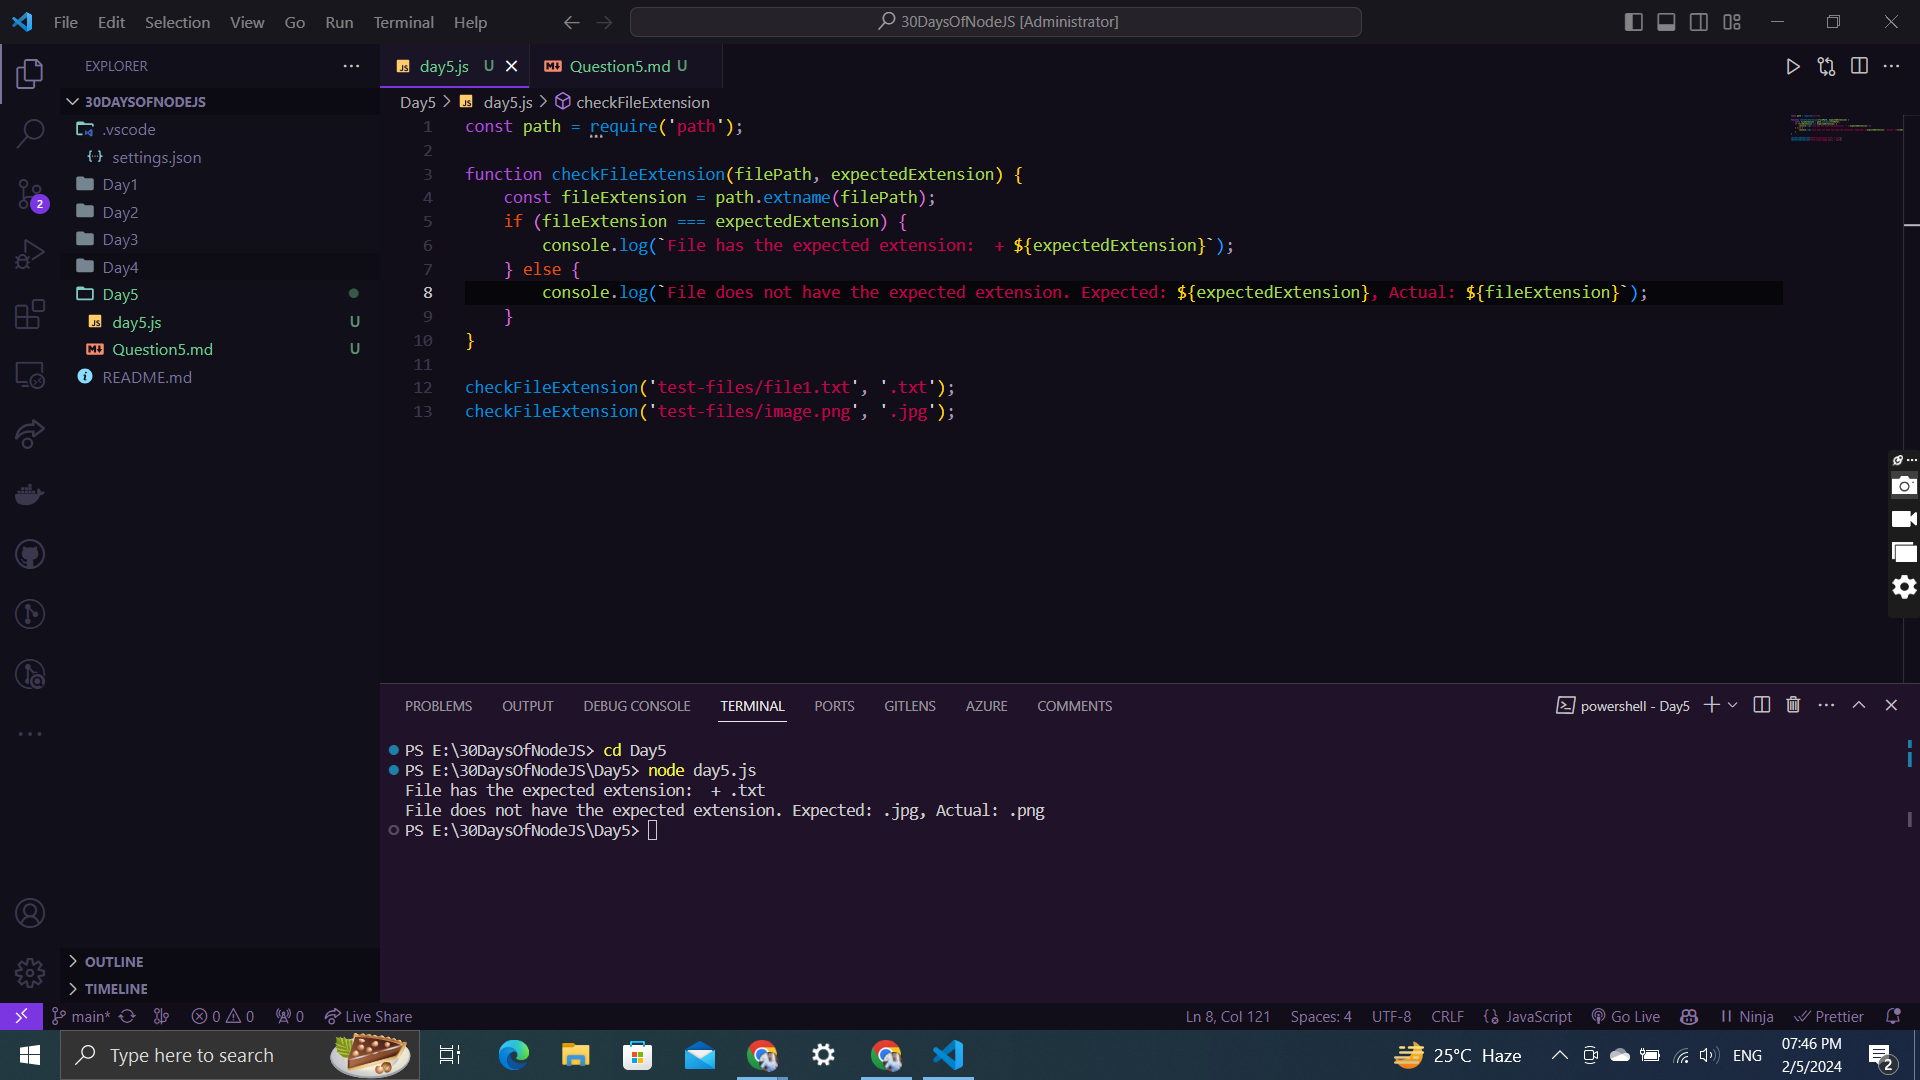 File Edit Selection View Go Run Terminal Help
30DaysOfNodeJS [Administrator]
EXPLORER
30DAYSOFNODEJS
.vscode
settings.json
Day1
Day2
Day3
Day4
Day5
day5.js U
Question5.md U
README.md
OUTLINE
TIMELINE
2
day5.js U
Question5.md U
Day5 > day5.js > checkFileExtension
1 const path = require('path');
2
3 function checkFileExtension(filePath, expectedExtension) {
4     const fileExtension = path.extname(filePath);
5     if (fileExtension === expectedExtension) {
6         console.log(`File has the expected extension:  + ${expectedExtension}`);
7     } else {
8         console.log(`File does not have the expected extension. Expected: ${expectedExtension}, Actual: ${fileExtension}`);
9     }
10 }
11
12 checkFileExtension('test-files/file1.txt', '.txt');
13 checkFileExtension('test-files/image.png', '.jpg');
PROBLEMS OUTPUT DEBUG CONSOLE TERMINAL PORTS GITLENS AZURE COMMENTS
powershell - Day5
PS E:\30DaysOfNodeJS> cd Day5
PS E:\30DaysOfNodeJS\Day5> node day5.js
File has the expected extension:  + .txt
File does not have the expected extension. Expected: .jpg, Actual: .png
PS E:\30DaysOfNodeJS\Day5>
main* 0 0 0 Live Share
Ln 8, Col 121 Spaces: 4 UTF-8 CRLF JavaScript Go Live Ninja Prettier
Type here to search
25°C Haze
ENG
07:46 PM
2/5/2024
2